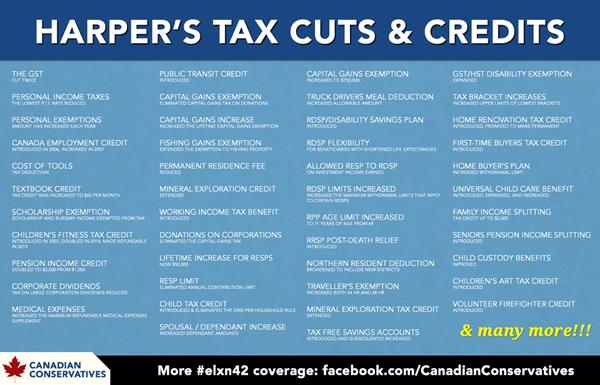 HARPER'S TAX CUTS & CREDITS
THE GST
CUT TWICE
PERSONAL INCOME TAXES
THE LOWEST P.I.T. RATE REDUCED
PERSONAL EXEMPTIONS
AMOUNT HAS INCREASED EACH YEAR
CANADA EMPLOYMENT CREDIT
INTRODUCED IN 2006, INCREASED IN 2007
COST OF TOOLS
TAX DEDUCTION
TEXTBOOK CREDIT
TAX CREDIT WAS INCREASED TO $65 PER MONTH
SCHOLARSHIP EXEMPTION
SCHOLARSHIP AND BURSARY INCOME EXEMPTED FROM TAX
CHILDREN'S FITNESS TAX CREDIT
INTRODUCED IN 2007, DOUBLED IN 2014, MADE REFUNDABLE
IN 2015
PENSION INCOME CREDIT
DOUBLED TO $2,000 FROM $1,000
CORPORATE DIVIDENDS
TAX ON LARGE CORPORATION DIVIDENDS REDUCED
MEDICAL EXPENSES
INCREASED THE MAXIMUM REFUNDABLE MEDICAL EXPENSES
SUPPLEMENT
PUBLIC TRANSIT CREDIT
INTRODUCED
CAPITAL GAINS EXEMPTION
ELIMINATED CAPITAL GAINS TAX ON DONATIONS
CAPITAL GAINS INCREASE
INCREASED THE LIFETIME CAPITAL GAINS EXEMPTION
FISHING GAINS EXEMPTION
EXTENDED THE EXEMPTION TO FISHING PROPERTY
PERMANENT RESIDENCE FEE
REDUCED
MINERAL EXPLORATION CREDIT
EXTENDED
WORKING INCOME TAX BENEFIT
INTRODUCED
DONATIONS ON CORPORATIONS
ELIMINATED THE CAPITAL GAINS TAX
LIFETIME INCREASE FOR RESPS
NOW $50,000
RESP LIMIT
ELIMINATED ANNUAL CONTRIBUTION LIMIT
CHILD TAX CREDIT
INTRODUCED & ELIMINATED THE ONE-PER-HOUSEHOLD RULE
SPOUSAL / DEPENDANT INCREASE
INCREASED DEPENDANT AMOUNTS
CAPITAL GAINS EXEMPTION
INCREASED TO $750,000
TRUCK DRIVERS MEAL DEDUCTION
INCREASED ALLOWABLE AMOUNT
RDSP/DISABILITY SAVINGS PLAN
INTRODUCED
RDSP FLEXIBILITY
FOR BENEFICIARIES WITH SHORTENED LIFE EXPECTANCIES
ALLOWED RESP TO RDSP
ON INVESTMENT INCOME EARNED
RDSP LIMITS INCREASED
INCREASED THE MAXIMUM WITHDRAWAL LIMITS THAT APPLY
TO CERTAIN RDSPS
RPP AGE LIMIT INCREASED
TO 71 YEARS OF AGE FROM 69
RRSP POST-DEATH RELIEF
INTRODUCED
NORTHERN RESIDENT DEDUCTION
BROADENED TO INCLUDE NEW DISTRICTS
TRAVELLER'S EXEMPTION
INCREASED BOTH 24 HR AND 48 HR
MINERAL EXPLORATION TAX CREDIT
EXTENDED
TAX FREE SAVINGS ACCOUNTS
INTRODUCED AND SUBSEQUENTLY INCREASED
GST/HST DISABILITY EXEMPTION
EXPANDED
TAX BRACKET INCREASES
INCREASED UPPER LIMITS OF LOWEST BRACKETS
HOME RENOVATION TAX CREDIT
INTRODUCED, PROMISED TO MAKE PERMANENT
FIRST-TIME BUYERS TAX CREDIT
INTRODUCED
HOME BUYER'S PLAN
INCREASED WITHDRAWAL LIMIT
UNIVERSAL CHILD CARE BENEFIT
INTRODUCED, EXPANDED, AND INCREASED
FAMILY INCOME SPLITTING
TAX CREDIT UP TO $2,000
SENIORS PENSION INCOME SPLITTING
INTRODUCED
CHILD CUSTODY BENEFITS
IMPROVED
CHILDREN'S ART TAX CREDIT
INTRODUCED
VOLUNTEER FIREFIGHTER CREDIT
INTRODUCED
& many more!!!
CANADIAN
CONSERVATIVES
More #elxn42 coverage: facebook.com/CanadianConservatives